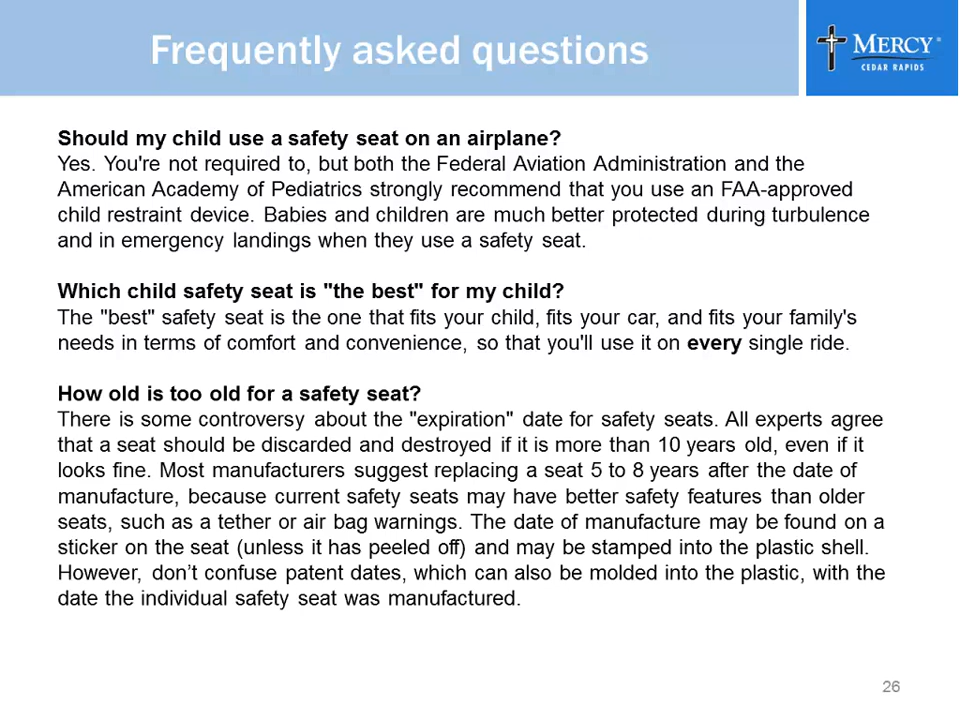 Frequently asked questions
MERCY®
CEDAR RAPIDS
Should my child use a safety seat on an airplane?
Yes. You're not required to, but both the Federal Aviation Administration and the
American Academy of Pediatrics strongly recommend that you use an FAA-approved
child restraint device. Babies and children are much better protected during turbulence
and in emergency landings when they use a safety seat.
Which child safety seat is "the best" for my child?
The "best" safety seat is the one that fits your child, fits your car, and fits your family's
needs in terms of comfort and convenience, so that you'll use it on every single ride.
How old is too old for a safety seat?
There is some controversy about the "expiration" date for safety seats. All experts agree
that a seat should be discarded and destroyed if it is more than 10 years old, even if it
looks fine. Most manufacturers suggest replacing a seat 5 to 8 years after the date of
manufacture, because current safety seats may have better safety features than older
seats, such as a tether or air bag warnings. The date of manufacture may be found on a
sticker on the seat (unless it has peeled off) and may be stamped into the plastic shell.
However, don’t confuse patent dates, which can also be molded into the plastic, with the
date the individual safety seat was manufactured.
26